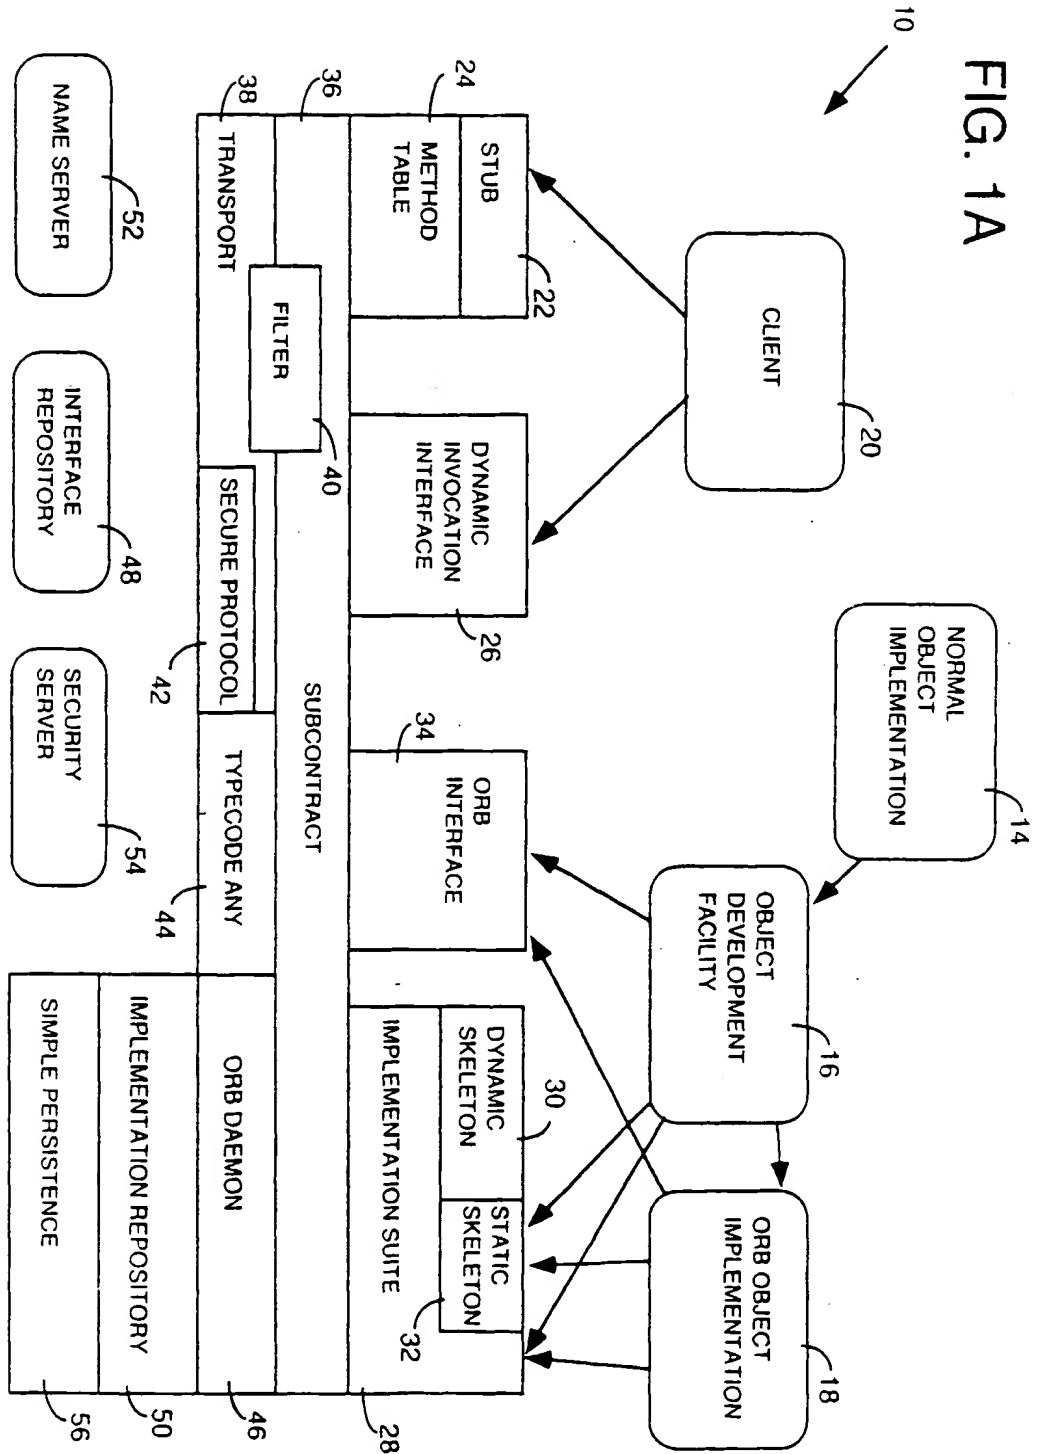 FIG. 1A
10
CLIENT
20
NORMAL
OBJECT
IMPLEMENTATION
14
OBJECT
DEVELOPMENT
FACILITY
16
ORB OBJECT
IMPLEMENTATION
18
STUB
22
24
METHOD
TABLE
DYNAMIC
INVOCATION
INTERFACE
26
ORB
INTERFACE
34
DYNAMIC
SKELETON
30
STATIC
SKELETON
32
IMPLEMENTATION SUITE
28
36
SUBCONTRACT
38
TRANSPORT
FILTER
40
SECURE PROTOCOL
42
TYPECODE ANY
44
ORB DAEMON
46
IMPLEMENTATION REPOSITORY
50
SIMPLE PERSISTENCE
56
NAME SERVER
52
INTERFACE
REPOSITORY
48
SECURITY
SERVER
54